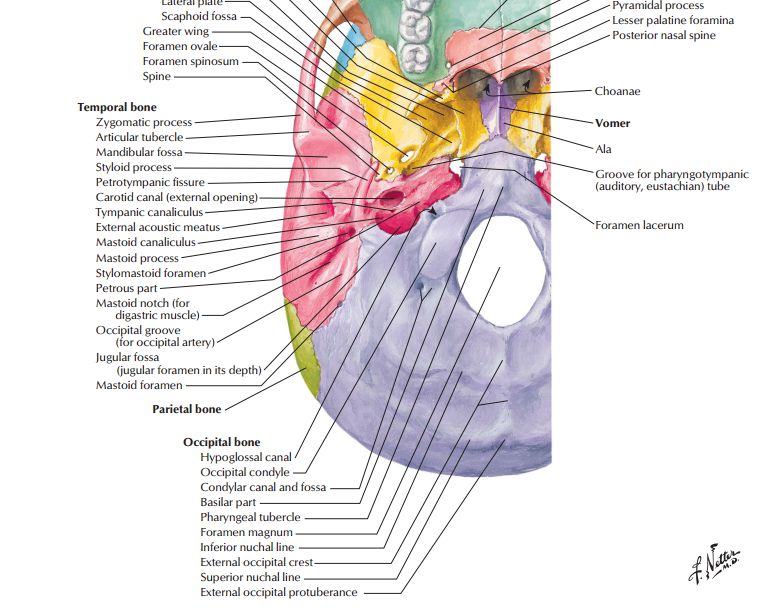 Lateral plate
Scaphoid fossa
Greater wing
Foramen ovale
Foramen spinosum
Spine
Temporal bone
Zygomatic process
Articular tubercle
Mandibular fossa
Styloid process
Petrotympanic fissure
Carotid canal (external opening)
Tympanic canaliculus
External acoustic meatus
Mastoid canaliculus
Mastoid process
Stylomastoid foramen
Petrous part
Mastoid notch (for
digastric muscle)
Occipital groove
(for occipital artery)
Jugular fossa
(jugular foramen in its depth)
Mastoid foramen
Parietal bone
Occipital bone
Hypoglossal canal
Occipital condyle
Condylar canal and fossa
Basilar part
Pharyngeal tubercle
Foramen magnum
Inferior nuchal line
External occipital crest
Superior nuchal line
External occipital protuberance
Pyramidal process
Lesser palatine foramina
Posterior nasal spine
Choanae
Vomer
Ala
Groove for pharyngotympanic
(auditory, eustachian) tube
Foramen lacerum
F. Netter
M.D.